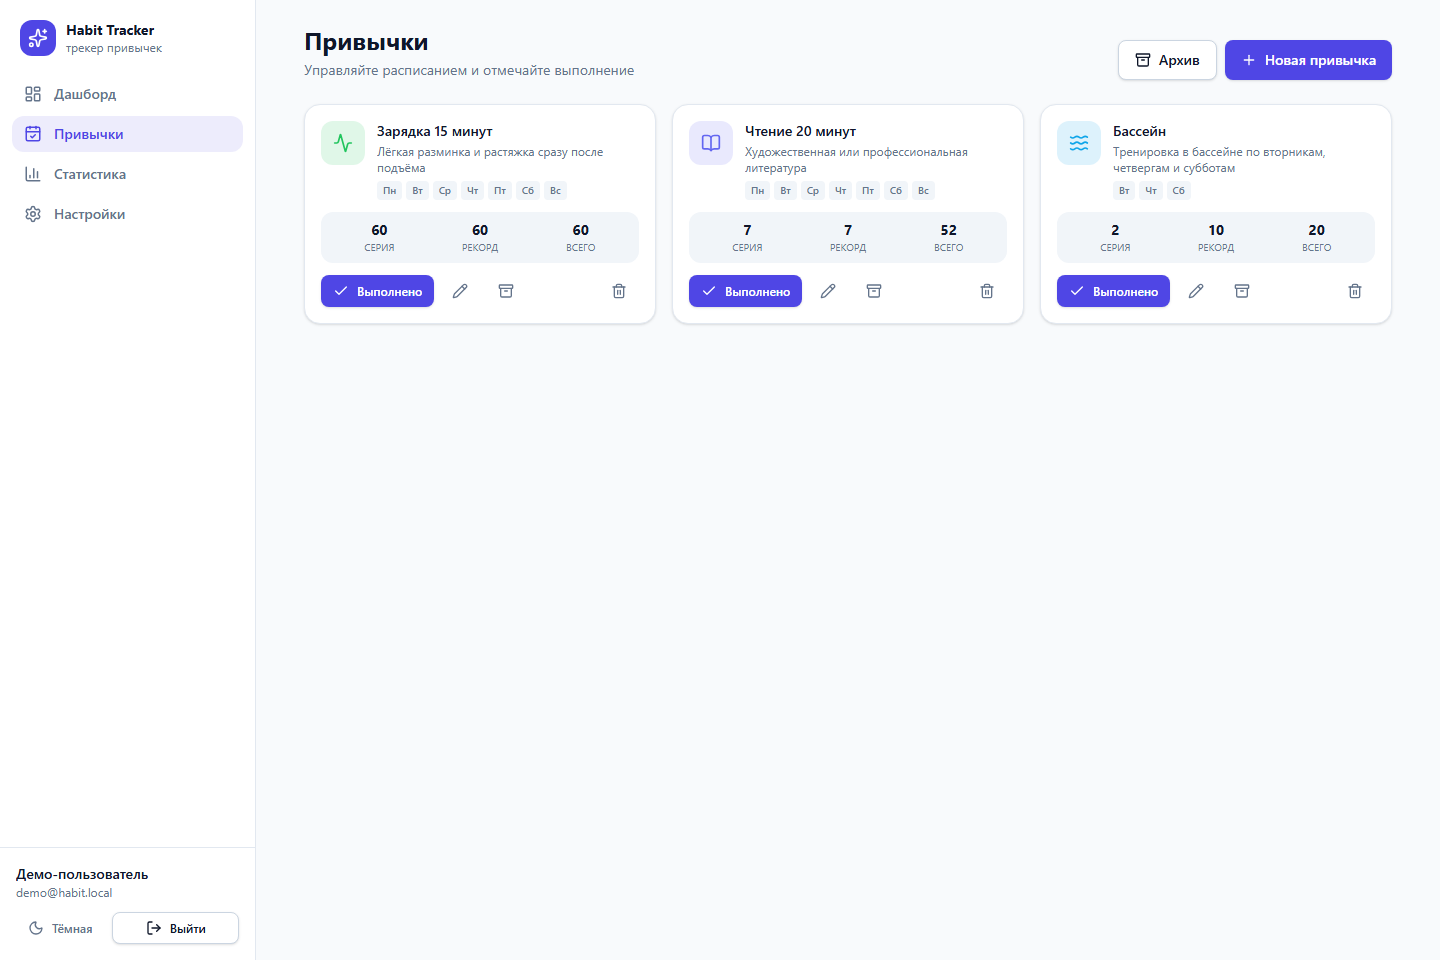 Habit Tracker
трекер привычек
Дашборд
Привычки
Статистика
Настройки
Демо-пользователь
demo@habit.local
Тёмная
Выйти
Привычки
Управляйте расписанием и отмечайте выполнение
Архив
Новая привычка
Зарядка 15 минут
Лёгкая разминка и растяжка сразу после
подъёма
Пн Вт Ср Чт Пт Сб Вс
60 60 60
СЕРИЯ РЕКОРД ВСЕГО
Выполнено
Чтение 20 минут
Художественная или профессиональная
литература
Пн Вт Ср Чт Пт Сб Вс
7 7 52
СЕРИЯ РЕКОРД ВСЕГО
Выполнено
Бассейн
Тренировка в бассейне по вторникам,
четвергам и субботам
Вт Чт Сб
2 10 20
СЕРИЯ РЕКОРД ВСЕГО
Выполнено